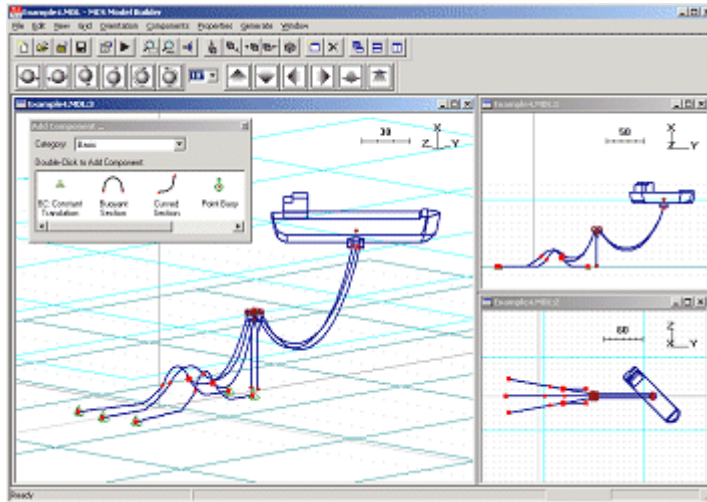 Example4.MDL - MCS Model Builder
File Edit View Grid Orientation Components Properties Generate Window
Example4.MDL:3
Add Component ...
Category: Basic
Double-Click to Add Component
BC: Constant Translation
Buoyant Section
Curved Section
Point Buoy
30
X
Z Y
Example4.MDL:1
50
X
Z Y
Example4.MDL:2
60
Z
X Y
Ready